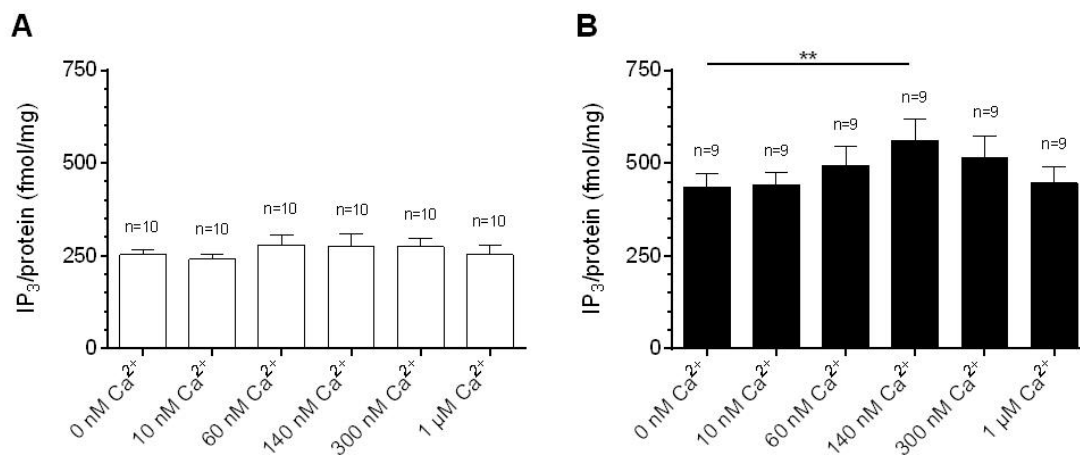 A
IP3/protein (fmol/mg)
750
500
250
0
n=10
n=10
n=10
n=10
n=10
n=10
0 nM Ca2+
10 nM Ca2+
60 nM Ca2+
140 nM Ca2+
300 nM Ca2+
1 µM Ca2+
B
IP3/protein (fmol/mg)
750
500
250
0
**
n=9
n=9
n=9
n=9
n=9
n=9
0 nM Ca2+
10 nM Ca2+
60 nM Ca2+
140 nM Ca2+
300 nM Ca2+
1 µM Ca2+